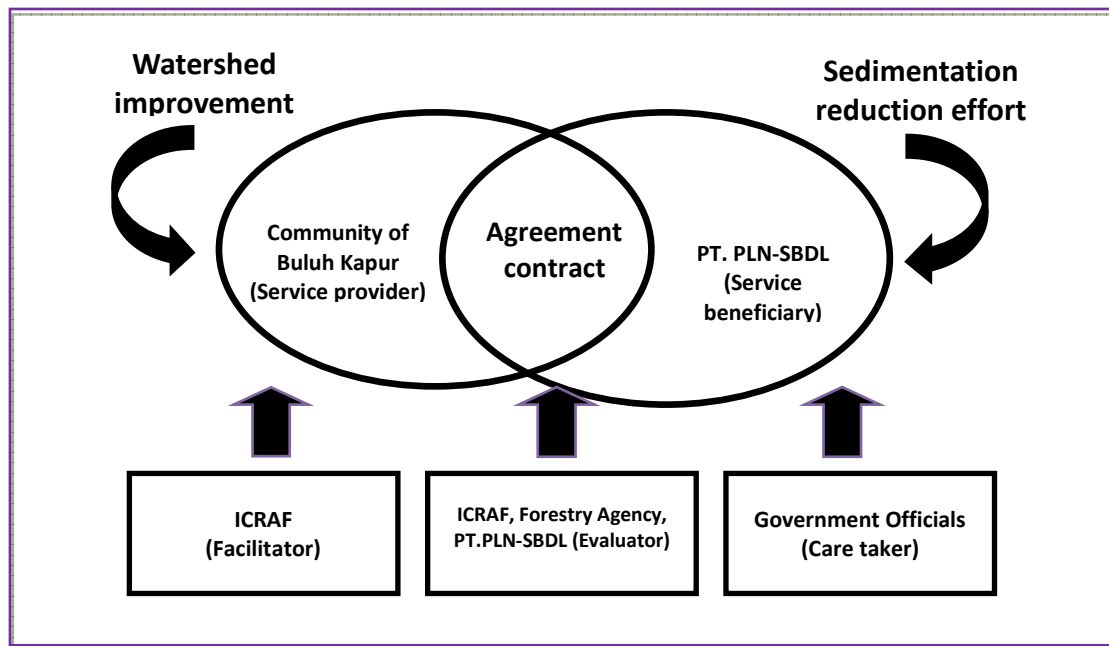 Watershed
improvement
Sedimentation
reduction effort
Community of
Buluh Kapur
(Service provider)
Agreement
contract
PT. PLN-SBDL
(Service
beneficiary)
ICRAF
(Facilitator)
ICRAF, Forestry Agency,
PT.PLN-SBDL (Evaluator)
Government Officials
(Care taker)